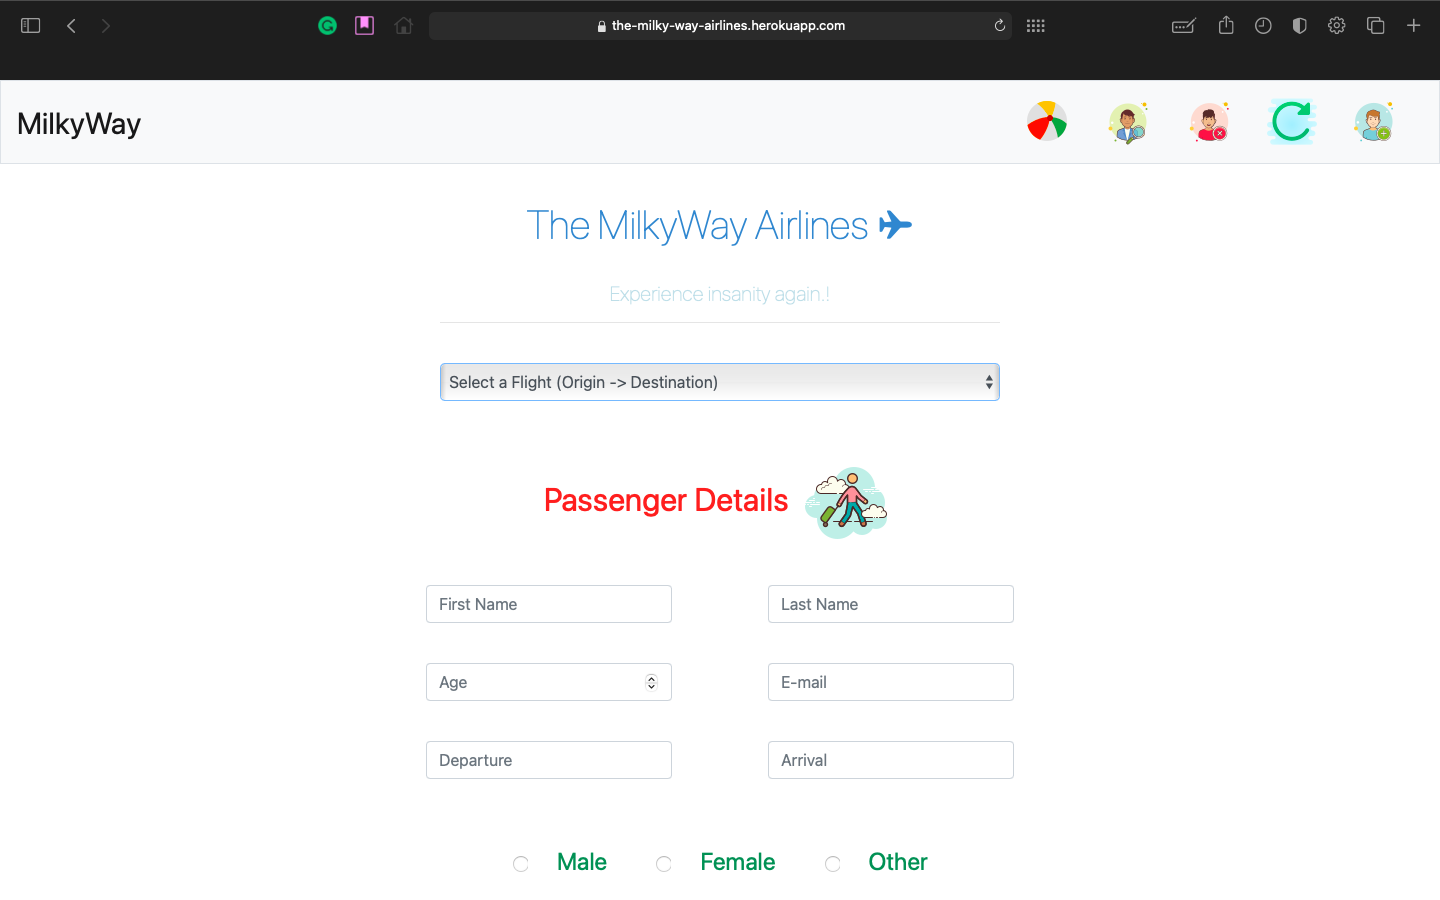 the-milky-way-airlines.herokuapp.com
MilkyWay
The MilkyWay Airlines
Experience insanity again.!
Select a Flight (Origin -> Destination)
Passenger Details
First Name
Last Name
Age
E-mail
Departure
Arrival
Male
Female
Other